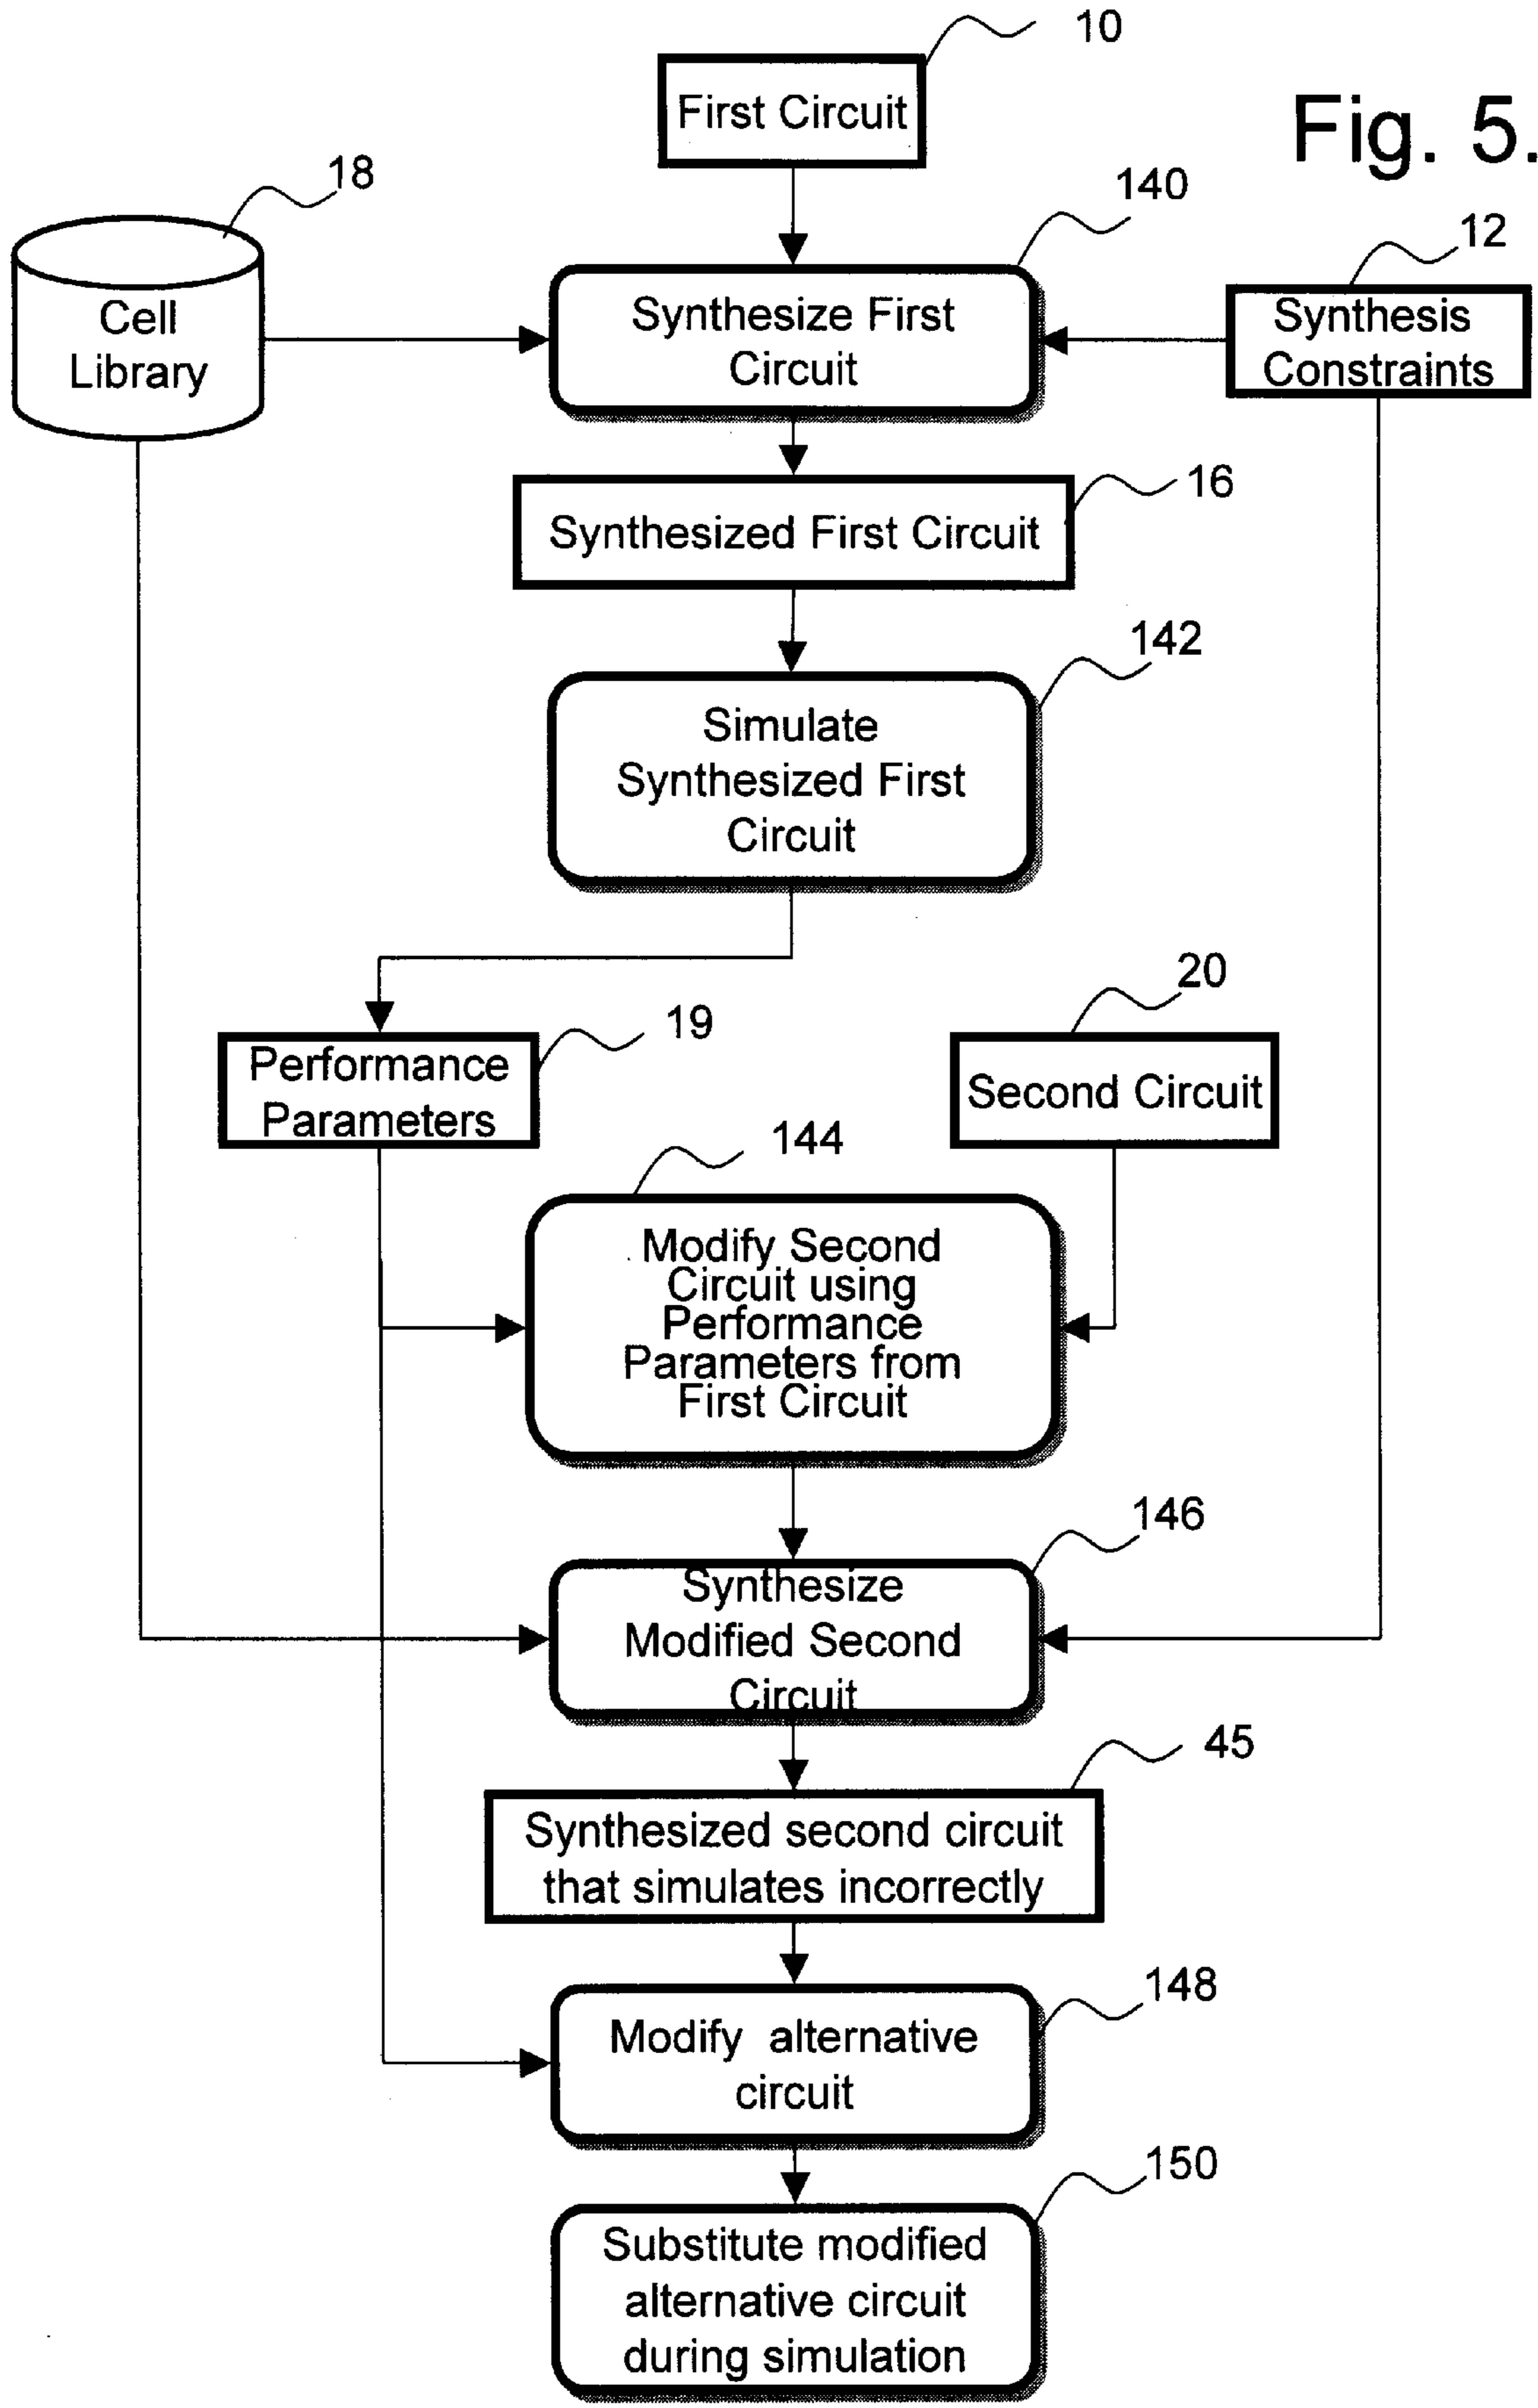 10
First Circuit
Fig. 5.
18
140
12
Cell
Library
Synthesize First
Circuit
Synthesis
Constraints
16
Synthesized First Circuit
142
Simulate
Synthesized First
Circuit
20
19
Performance
Parameters
Second Circuit
144
Modify Second
Circuit using
Performance
Parameters from
First Circuit
146
Synthesize
Modified Second
Circuit
45
Synthesized second circuit
that simulates incorrectly
148
Modify alternative
circuit
150
Substitute modified
alternative circuit
during simulation